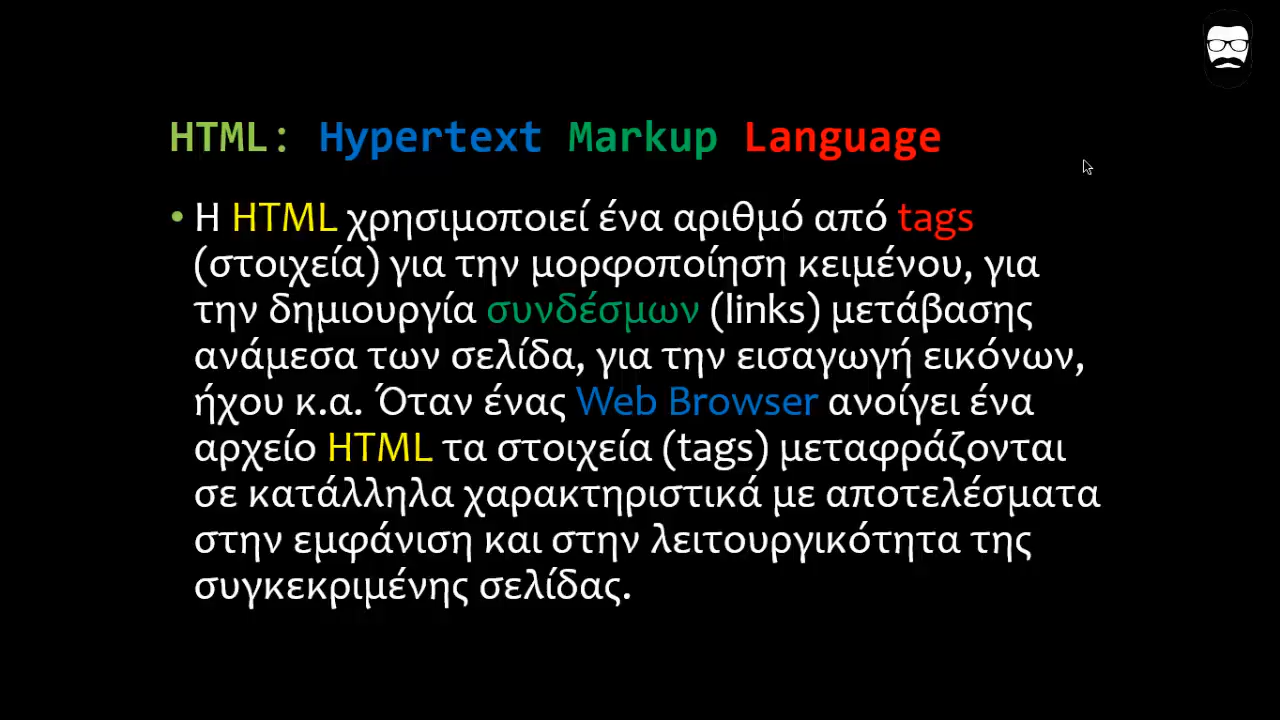 HTML: Hypertext Markup Language
• Η HTML χρησιμοποιεί ένα αριθμό από tags
(στοιχεία) για την μορφοποίηση κειμένου, για
την δημιουργία συνδέσμων (links) μετάβασης
ανάμεσα των σελίδα, για την εισαγωγή εικόνων,
ήχου κ.α. Όταν ένας Web Browser ανοίγει ένα
αρχείο HTML τα στοιχεία (tags) μεταφράζονται
σε κατάλληλα χαρακτηριστικά με αποτελέσματα
στην εμφάνιση και στην λειτουργικότητα της
συγκεκριμένης σελίδας.